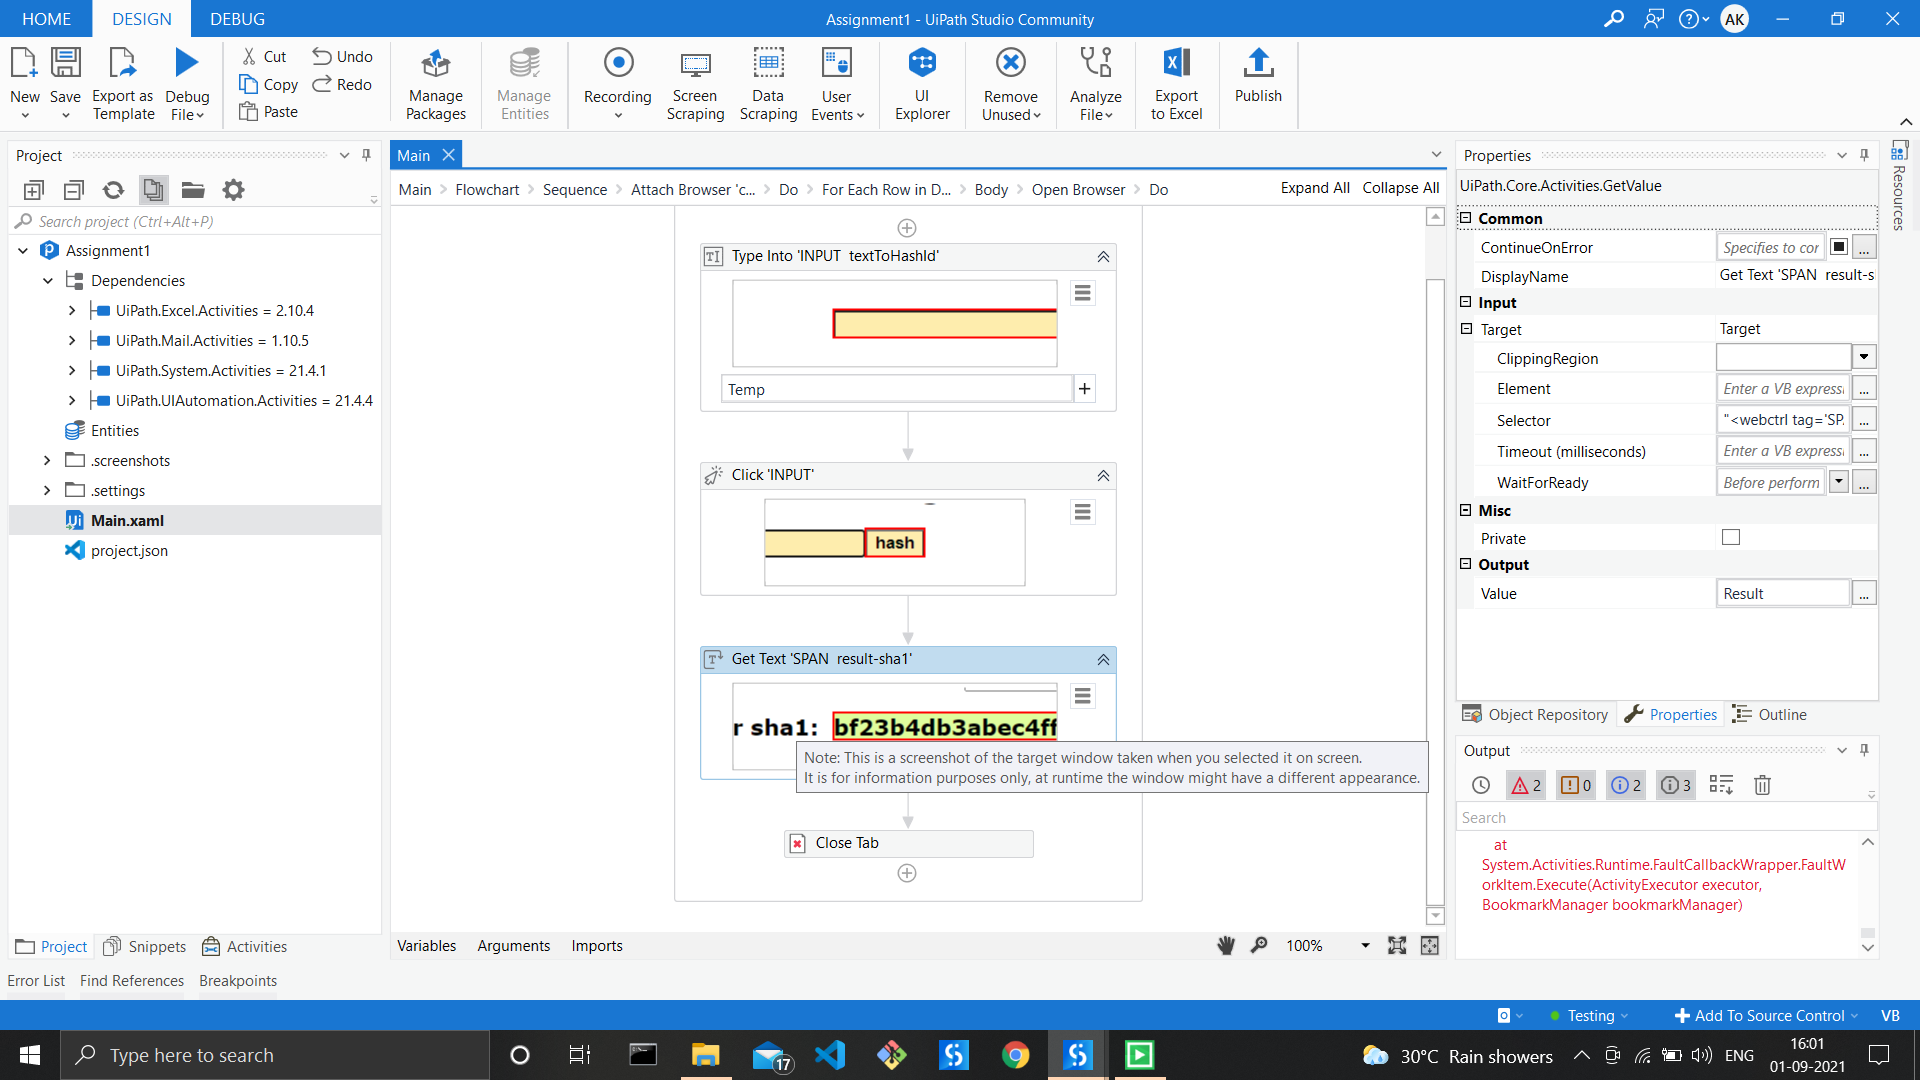 HOME
DESIGN
DEBUG
Assignment1 - UiPath Studio Community
AK
New
Save
Export as
Template
Debug
File
Cut
Copy
Paste
Undo
Redo
Manage
Packages
Manage
Entities
Recording
Screen
Scraping
Data
Scraping
User
Events
UI
Explorer
Remove
Unused
Analyze
File
Export
to Excel
Publish
Project
Search project (Ctrl+Alt+P)
Assignment1
Dependencies
UiPath.Excel.Activities = 2.10.4
UiPath.Mail.Activities = 1.10.5
UiPath.System.Activities = 21.4.1
UiPath.UIAutomation.Activities = 21.4.4
Entities
.screenshots
.settings
Main.xaml
project.json
Project
Snippets
Activities
Main
Main > Flowchart > Sequence > Attach Browser 'c... > Do > For Each Row in D... > Body > Open Browser > Do
Expand All
Collapse All
Type Into 'INPUT textToHashId'
Temp
Click 'INPUT'
hash
Get Text 'SPAN result-sha1'
r sha1: bf23b4db3abec4ff
Note: This is a screenshot of the target window taken when you selected it on screen.
It is for information purposes only, at runtime the window might have a different appearance.
Close Tab
Variables
Arguments
Imports
100%
Properties
UiPath.Core.Activities.GetValue
Common
ContinueOnError
Specifies to cor
...
DisplayName
Get Text 'SPAN result-s
Input
Target
Target
ClippingRegion
Element
Enter a VB express
...
Selector
"<webctrl tag='SP.
...
Timeout (milliseconds)
Enter a VB express
...
WaitForReady
Before perform
...
Misc
Private
Output
Value
Result
...
Object Repository
Properties
Outline
Resources
Output
2
0
2
3
Search
at
System.Activities.Runtime.FaultCallbackWrapper.FaultW
orkItem.Execute(ActivityExecutor executor,
BookmarkManager bookmarkManager)
Error List
Find References
Breakpoints
Testing
Add To Source Control
VB
Type here to search
17
30°C Rain showers
ENG
16:01
01-09-2021